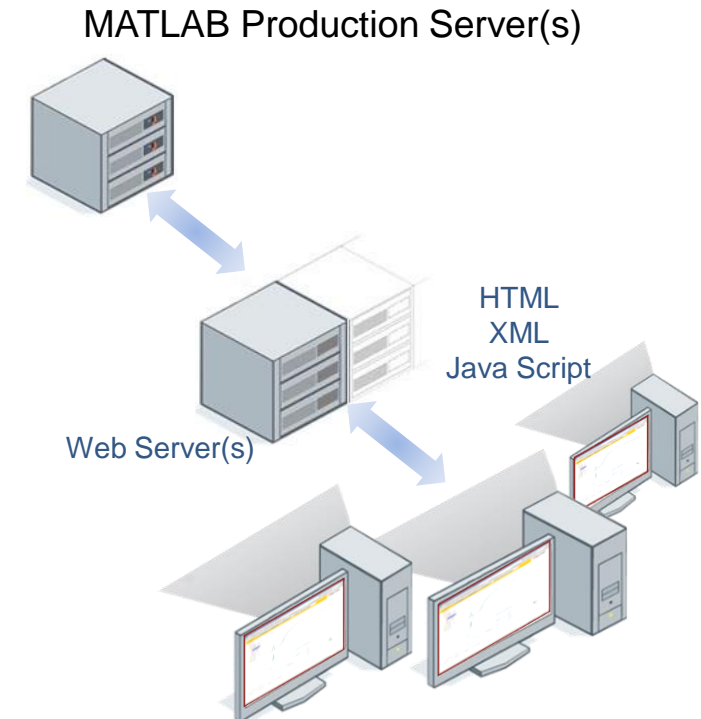 MATLAB Production Server(s)
HTML
XML
Java Script
Web Server(s)